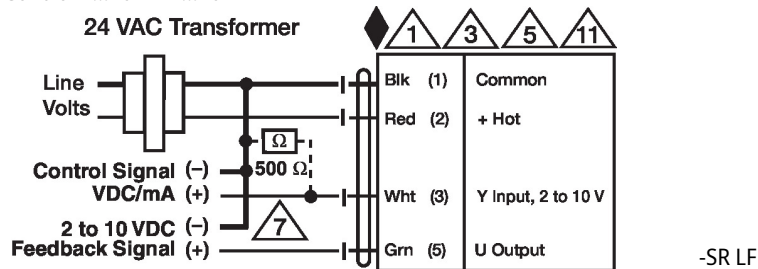 24 VAC Transformer
1 3 5 11
Line Volts
Blk (1) Common
Red (2) + Hot
Ω
500 Ω
Control Signal (–)
VDC/mA (+)
Wht (3) Y Input, 2 to 10 V
7
2 to 10 VDC (–)
Feedback Signal (+)
Grn (5) U Output
-SR LF